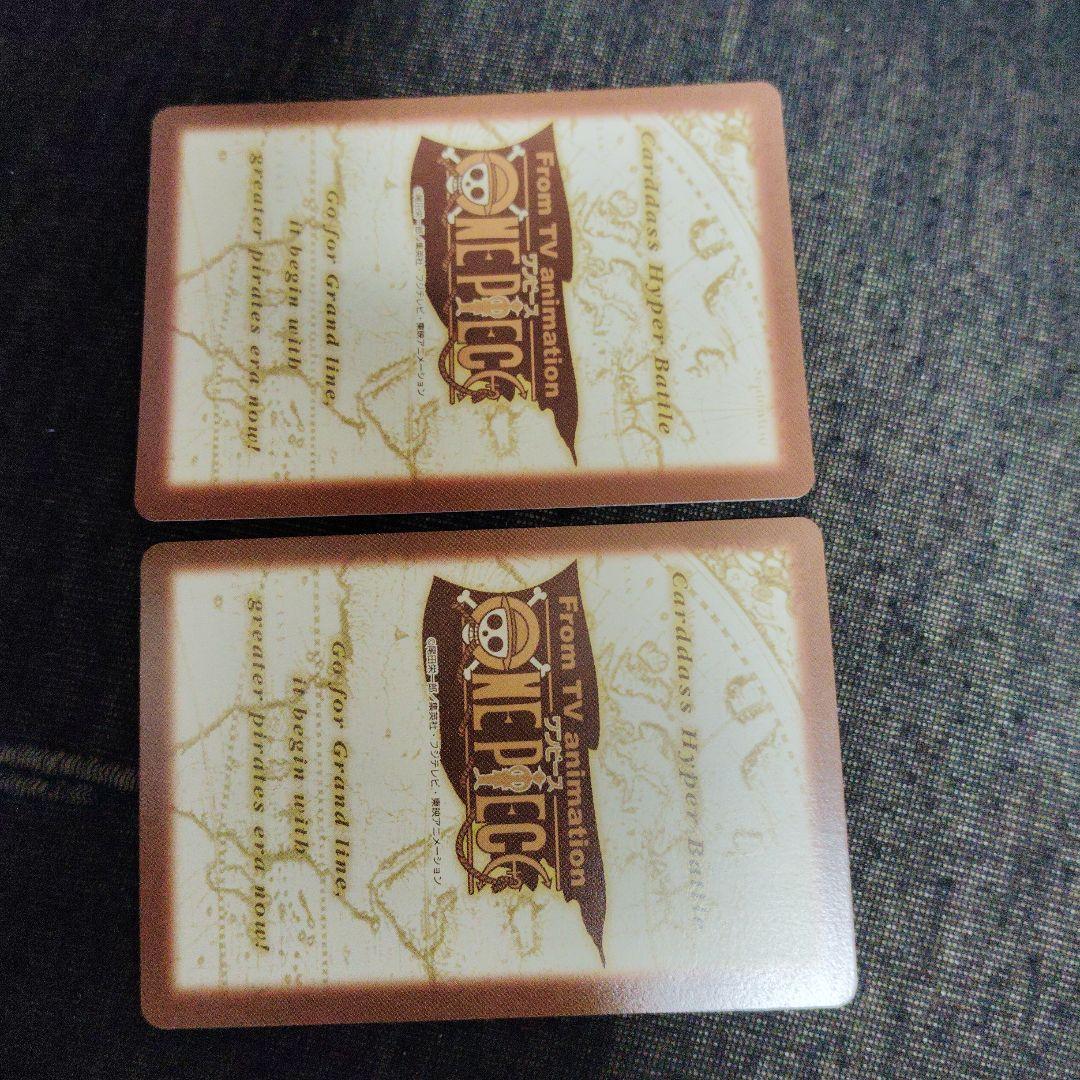 Carddass Hyper Battle
From TV animation
ワンピース
ONE PIECE
©尾田栄一郎/集英社・フジテレビ・東映アニメーション
Go for Grand line,
it begin with
greater pirates era now!
Carddass Hyper Battle
From TV animation
ワンピース
ONE PIECE
©尾田栄一郎/集英社・フジテレビ・東映アニメーション
Go for Grand line,
it begin with
greater pirates era now!